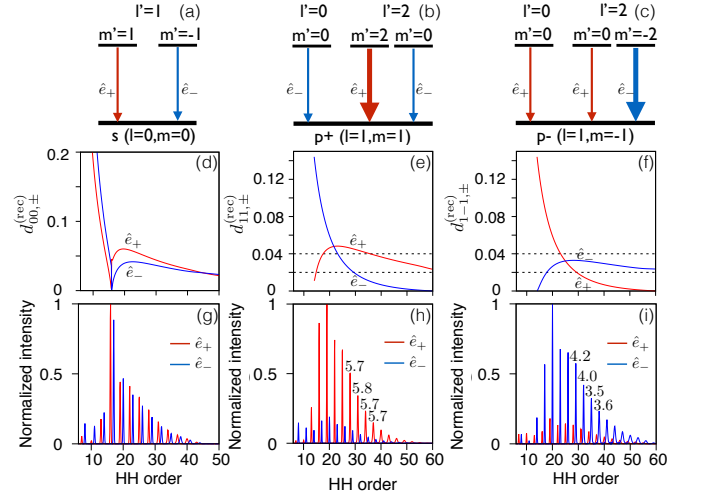 l'=1 (a)
m'=1 m'=-1
ê+ ê−
s (l=0,m=0)
l'=0 (b) l'=2
m'=0 m'=2 m'=0
ê− ê+ ê−
p+ (l=1,m=1)
l'=0 l'=2 (c)
m'=0 m'=0 m'=-2
ê+ ê+ ê−
p- (l=1,m=-1)
(d)
d00,±(rec)
0.2
0.1
0
ê+
ê−
(e)
d11,±(rec)
0.12
0.08
0.04
0
ê+
ê−
(f)
d1−1,±(rec)
0.12
0.08
0.04
0
ê−
ê+
(g)
Normalized intensity
1
0.5
0
ê+
ê−
10 20 30 40 50
HH order
(h)
Normalized intensity
1
0.5
0
ê+
ê−
5.7
5.8
5.7
5.7
10 20 30 40 50 60
HH order
(i)
Normalized intensity
1
0.5
0
ê+
ê−
4.2
4.0
3.5
3.6
10 20 30 40 50 60
HH order